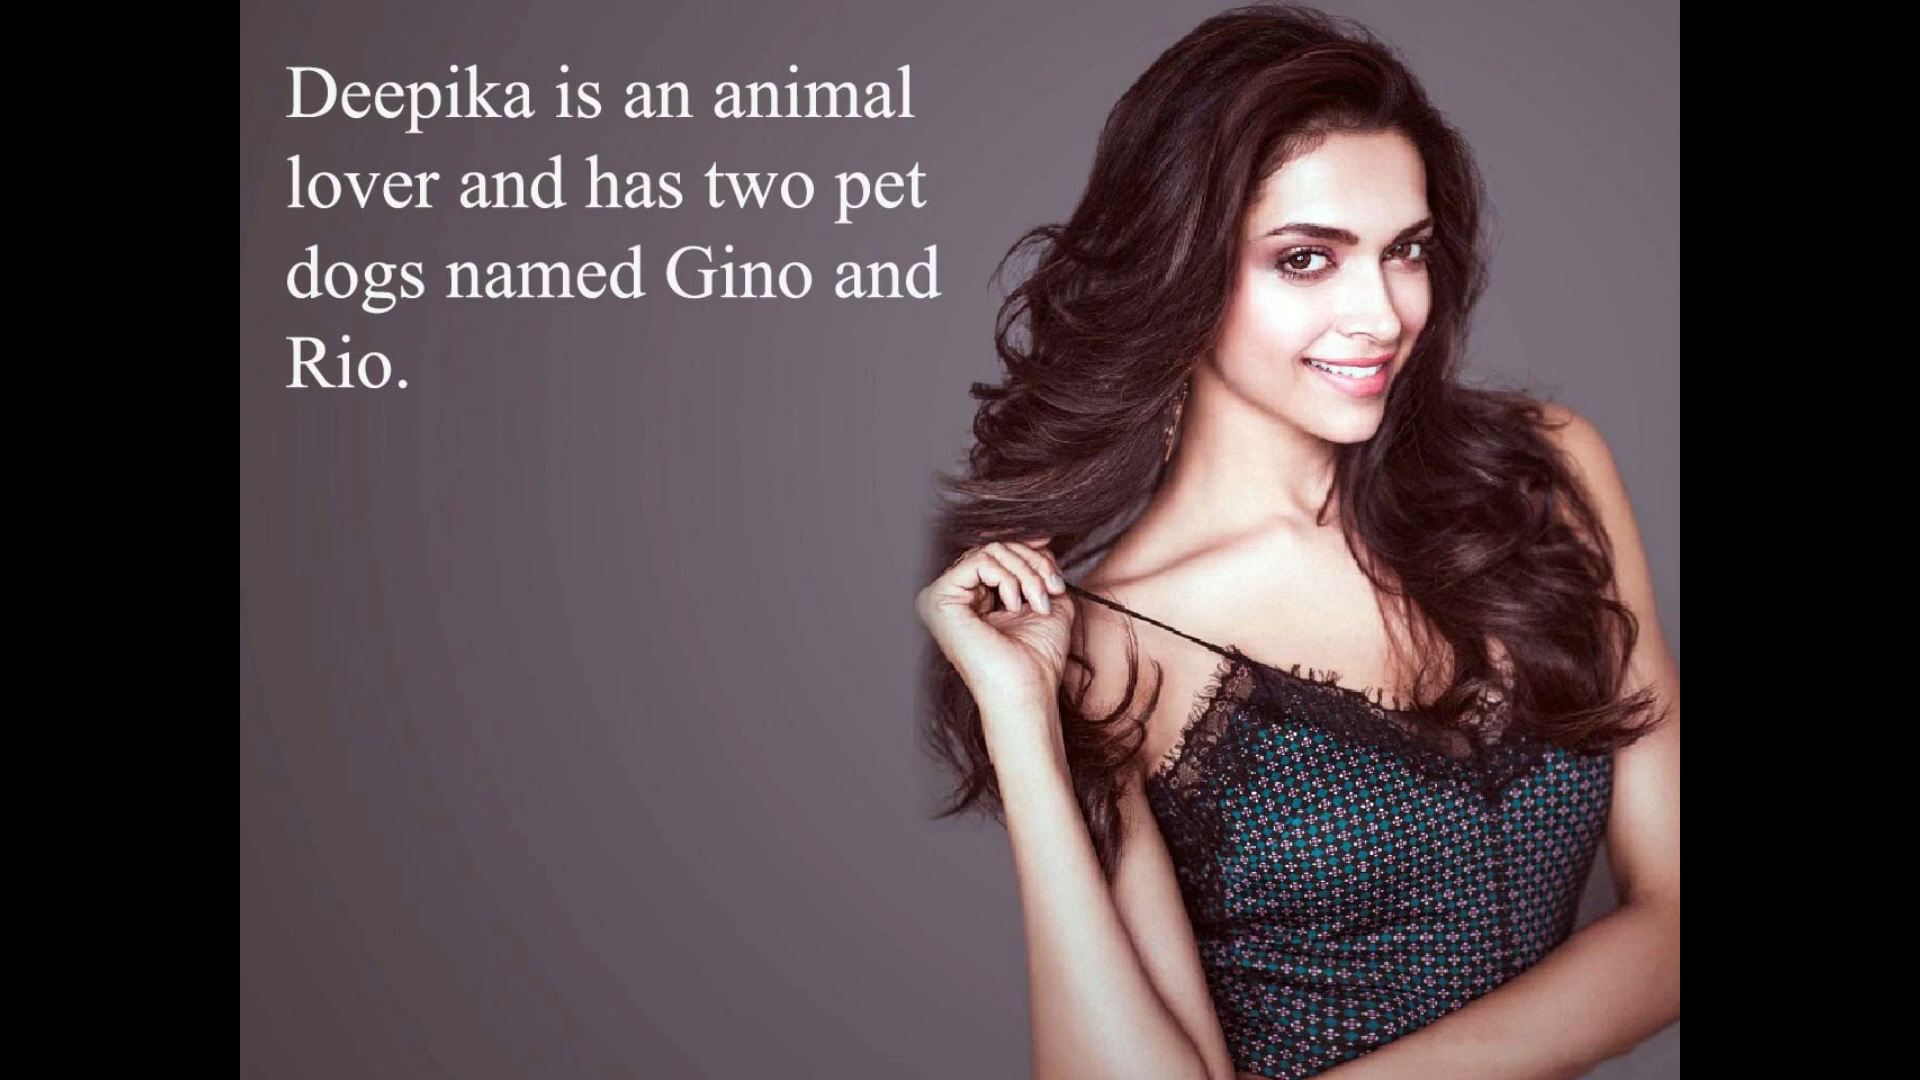 Deepika is an animal
lover and has two pet
dogs named Gino and
Rio.